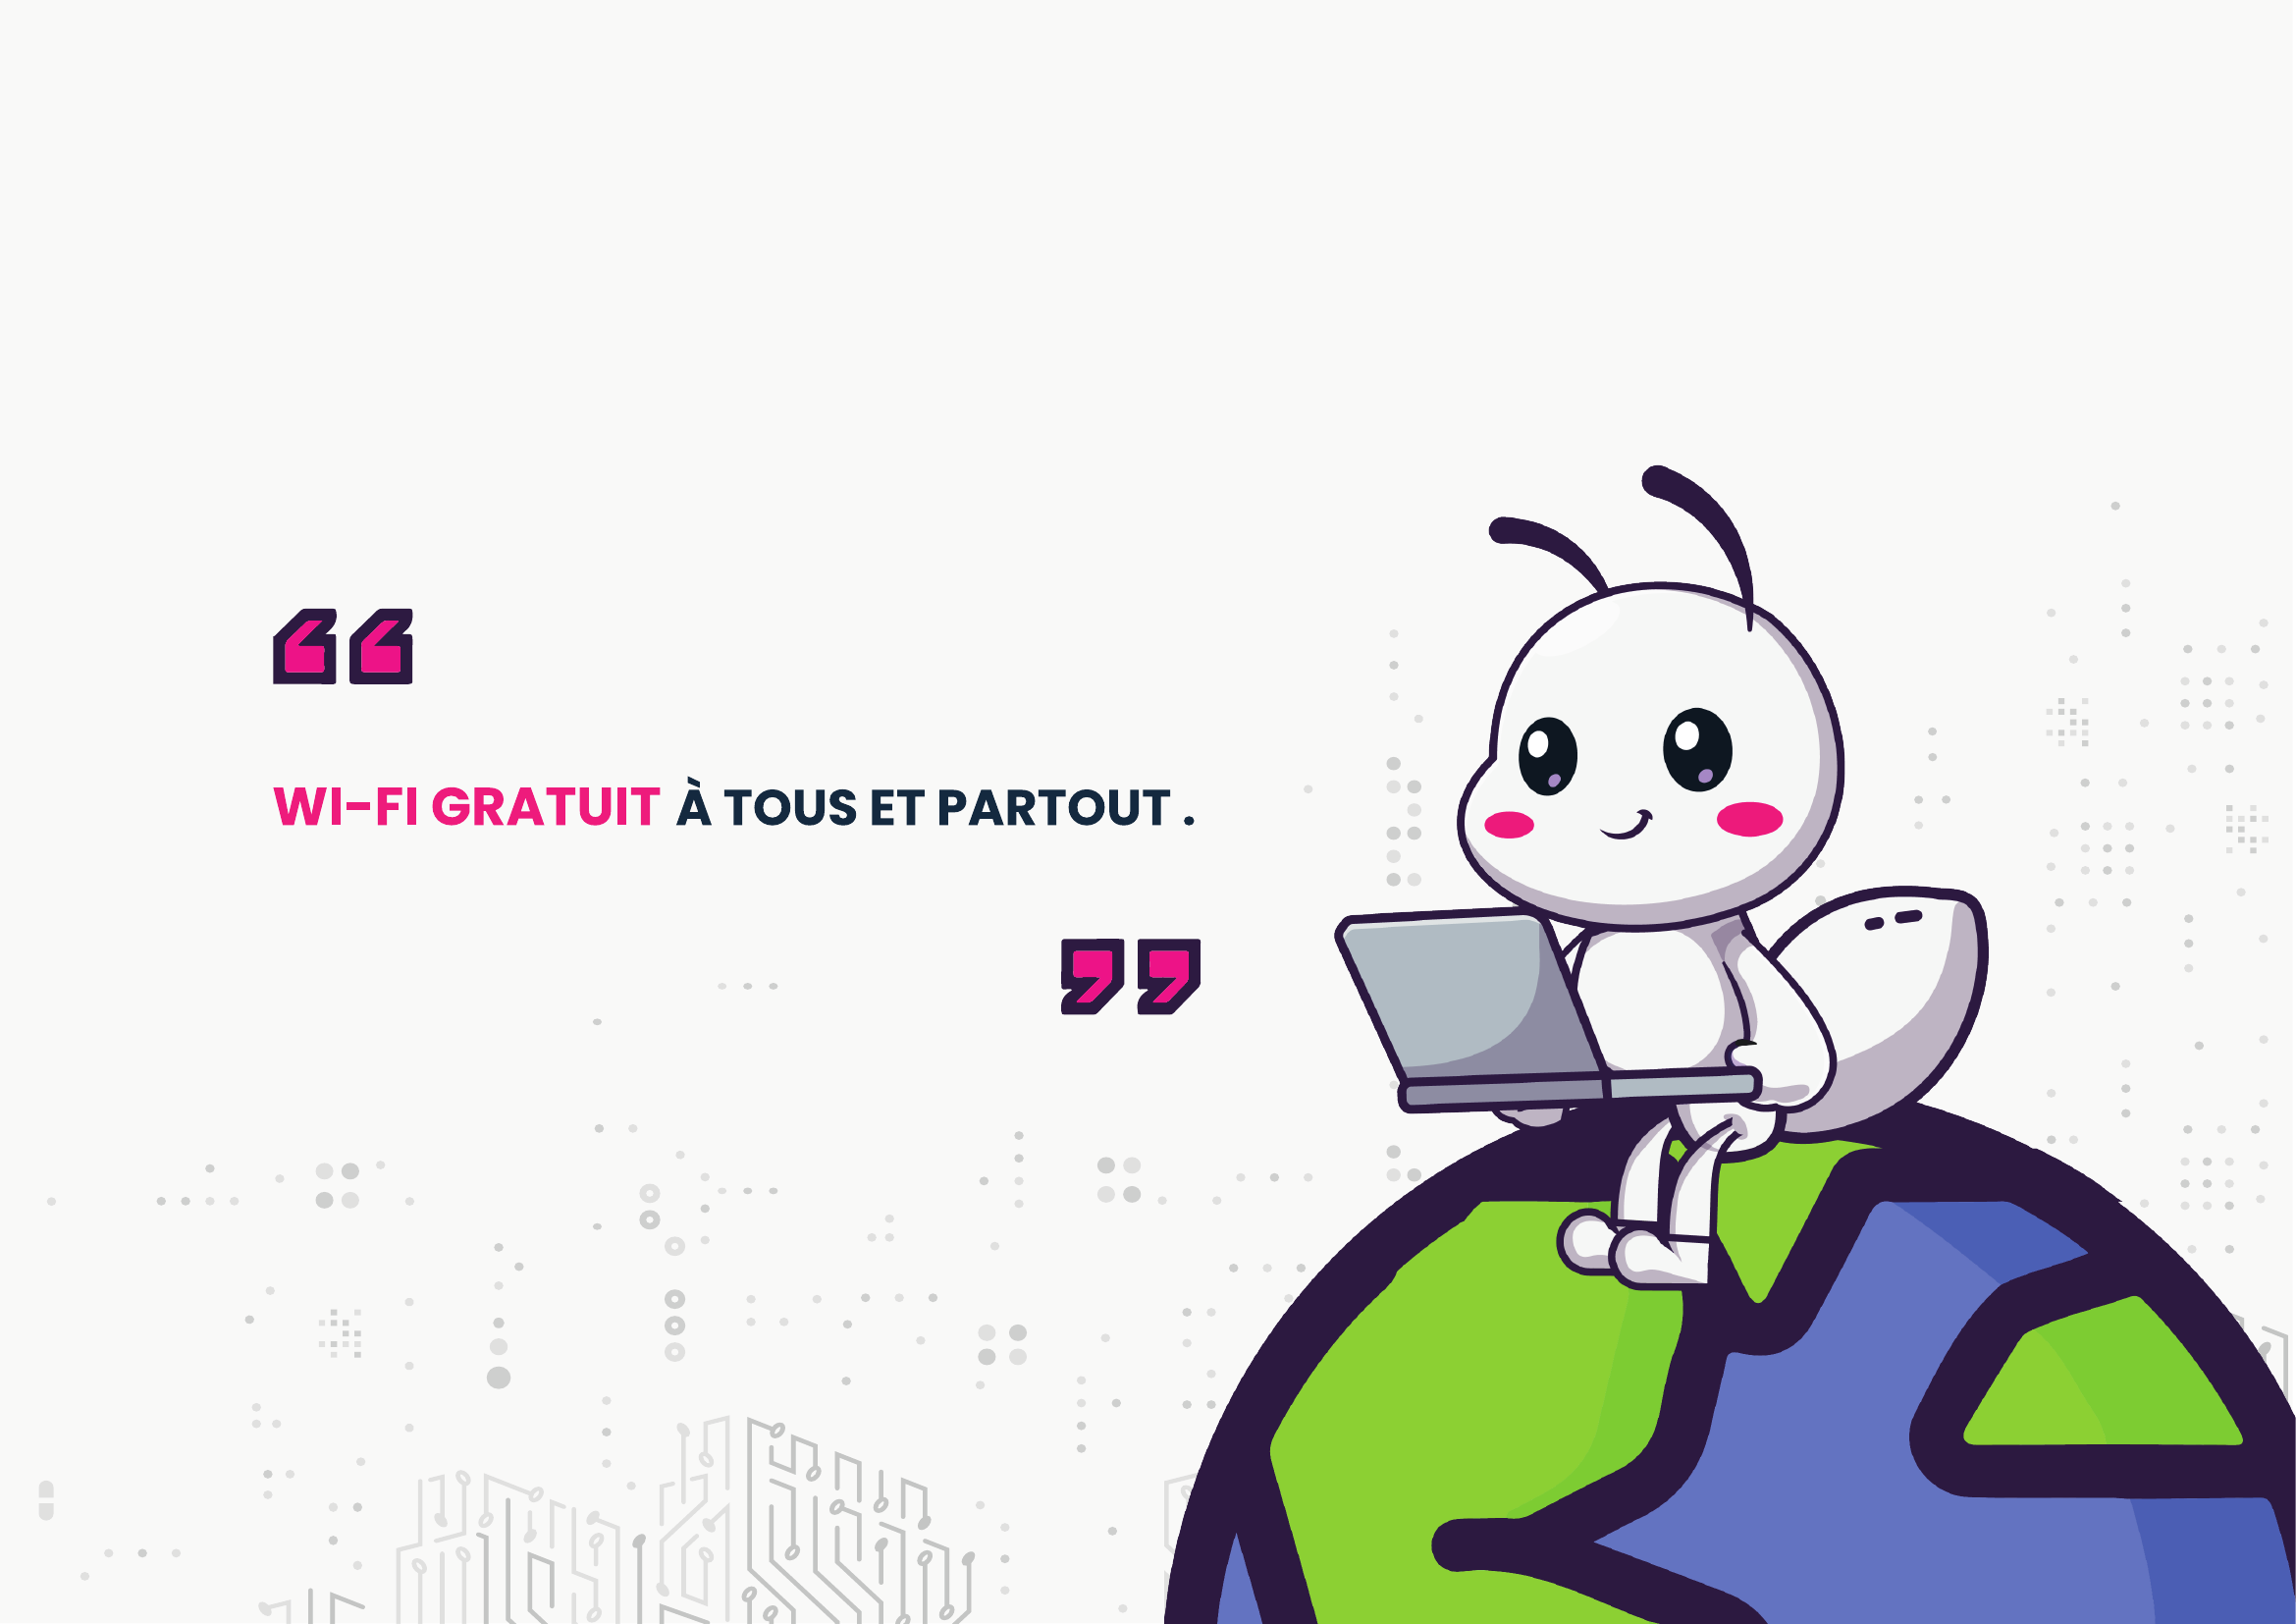 “
WI-FI GRATUIT À TOUS ET PARTOUT .
”